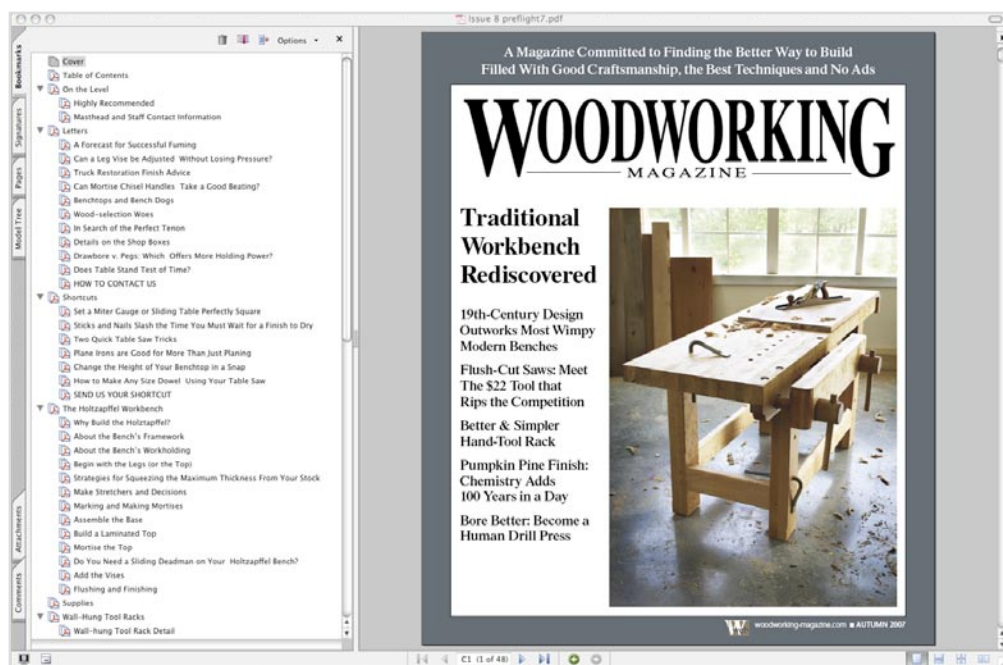 Issue 8 preflight7.pdf
Options
Bookmarks
Signatures
Pages
Model Tree
Attachments
Comments
Cover
Table of Contents
On the Level
Highly Recommended
Masthead and Staff Contact Information
Letters
A Forecast for Successful Fuming
Can a Leg Vise be Adjusted Without Losing Pressure?
Truck Restoration Finish Advice
Can Mortise Chisel Handles Take a Good Beating?
Benchtops and Bench Dogs
Wood-selection Woes
In Search of the Perfect Tenon
Details on the Shop Boxes
Drawbore v. Pegs: Which Offers More Holding Power?
Does Table Stand Test of Time?
HOW TO CONTACT US
Shortcuts
Set a Miter Gauge or Sliding Table Perfectly Square
Sticks and Nails Slash the Time You Must Wait for a Finish to Dry
Two Quick Table Saw Tricks
Plane Irons are Good for More Than Just Planing
Change the Height of Your Benchtop in a Snap
How to Make Any Size Dowel Using Your Table Saw
SEND US YOUR SHORTCUT
The Holtzapffel Workbench
Why Build the Holztapffel?
About the Bench's Framework
About the Bench's Workholding
Begin with the Legs (or the Top)
Strategies for Squeezing the Maximum Thickness From Your Stock
Make Stretchers and Decisions
Marking and Making Mortises
Assemble the Base
Build a Laminated Top
Mortise the Top
Do You Need a Sliding Deadman on Your Holtzapffel Bench?
Add the Vises
Flushing and Finishing
Supplies
Wall-Hung Tool Racks
Wall-hung Tool Rack Detail
A Magazine Committed to Finding the Better Way to Build
Filled With Good Craftsmanship, the Best Techniques and No Ads
WOODWORKING
MAGAZINE
Traditional
Workbench
Rediscovered
19th-Century Design
Outworks Most Wimpy
Modern Benches
Flush-Cut Saws: Meet
The $22 Tool that
Rips the Competition
Better & Simpler
Hand-Tool Rack
Pumpkin Pine Finish:
Chemistry Adds
100 Years in a Day
Bore Better: Become a
Human Drill Press
W woodworking-magazine.com ■ AUTUMN 2007
C1 (1 of 48)